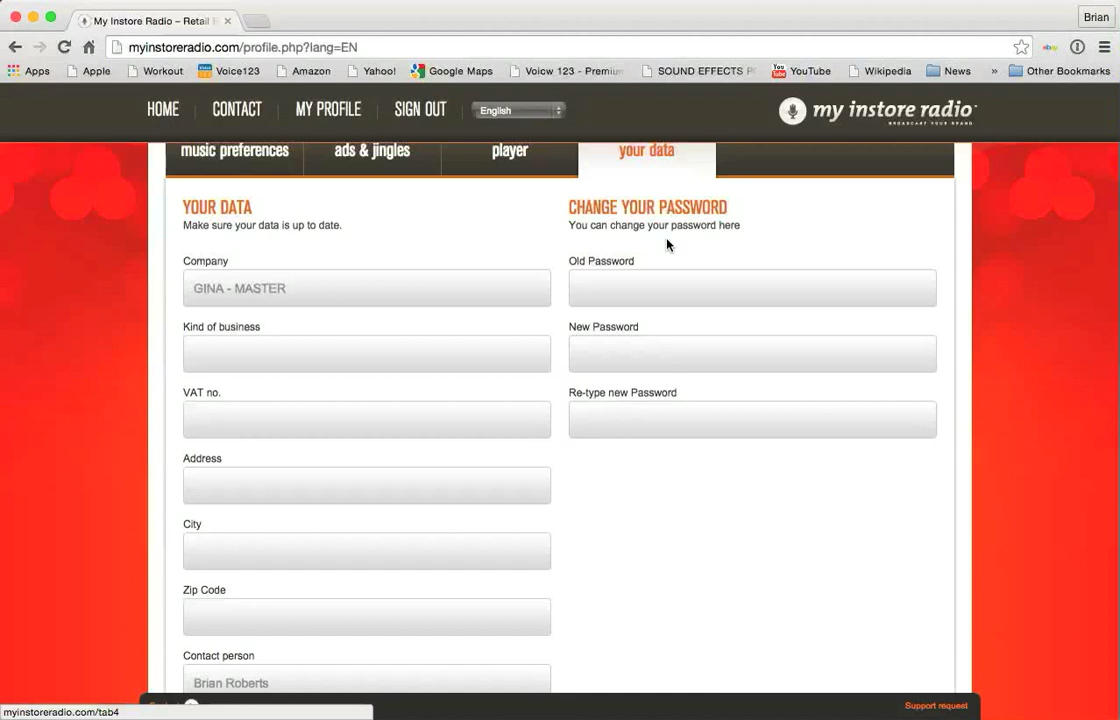 My Instore Radio – Retail
Brian
myinstoreradio.com/profile.php?lang=EN
Apps Apple Workout Voice123 Amazon Yahoo! Google Maps Voicw 123 - Premium SOUND EFFECTS YouTube Wikipedia News » Other Bookmarks
HOME CONTACT MY PROFILE SIGN OUT English my instore radio
BROADCAST YOUR BRAND
music preferences ads & jingles player your data
YOUR DATA
Make sure your data is up to date.
Company
GINA - MASTER
Kind of business
VAT no.
Address
City
Zip Code
Contact person
Brian Roberts
CHANGE YOUR PASSWORD
You can change your password here
Old Password
New Password
Re-type new Password
Support request
myinstoreradio.com/tab4